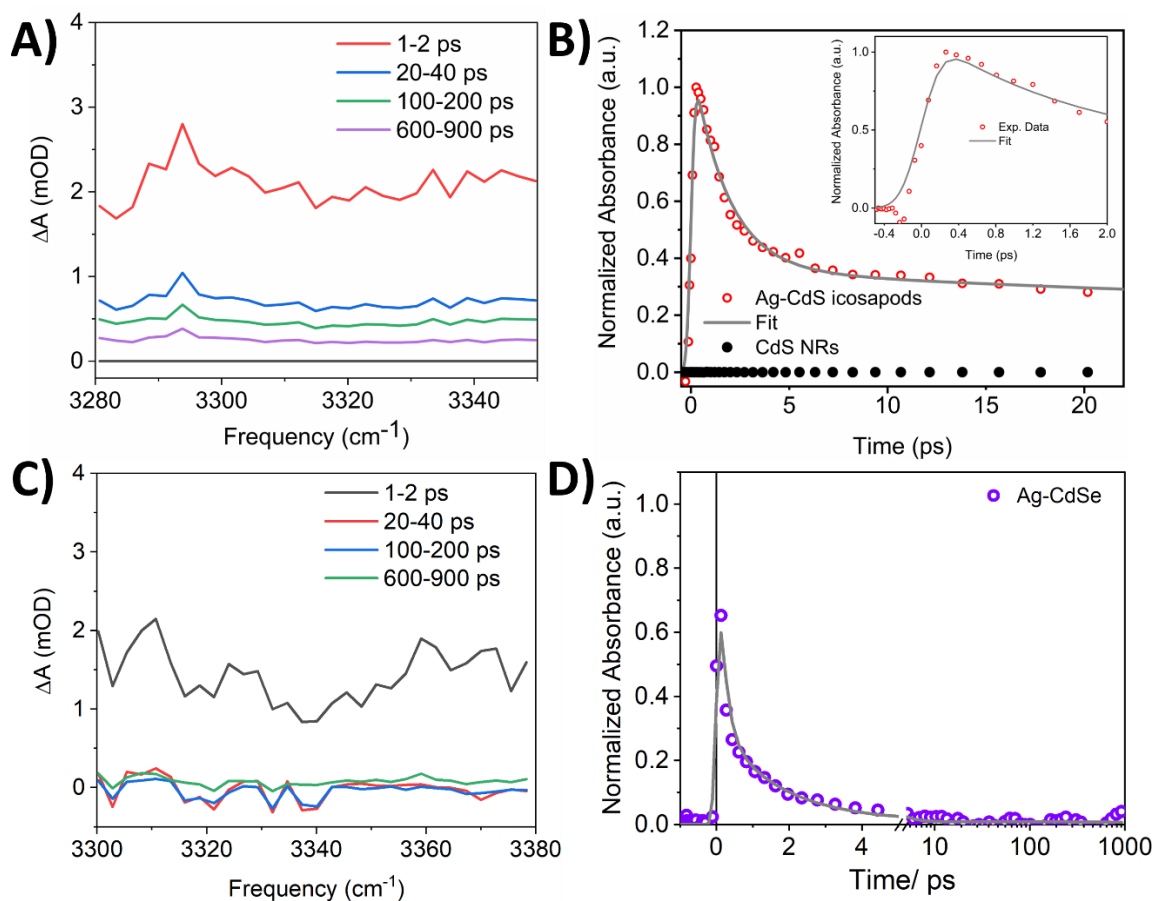 A)
ΔA (mOD)
4
3
2
1
0
1-2 ps
20-40 ps
100-200 ps
600-900 ps
3280
3300
3320
3340
Frequency (cm⁻¹)
B)
Normalized Absorbance (a.u.)
1.2
1.0
0.8
0.6
0.4
0.2
0.0
Normalized Absorbance (a.u.)
1.0
0.5
0.0
Exp. Data
Fit
-0.4
0.0
0.4
0.8
1.2
1.6
2.0
Time (ps)
Ag-CdS icosapods
Fit
CdS NRs
0
5
10
15
20
Time (ps)
C)
ΔA (mOD)
4
3
2
1
0
1-2 ps
20-40 ps
100-200 ps
600-900 ps
3300
3320
3340
3360
3380
Frequency (cm⁻¹)
D)
Normalized Absorbance (a.u.)
1.0
0.8
0.6
0.4
0.2
0.0
Ag-CdSe
0
2
4
10
100
1000
Time/ ps